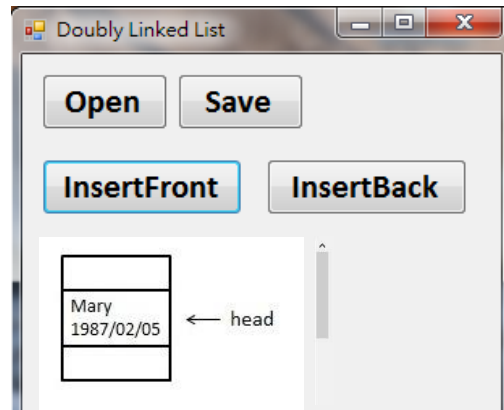 Doubly Linked List
Open Save
InsertFront InsertBack
Mary
1987/02/05
head